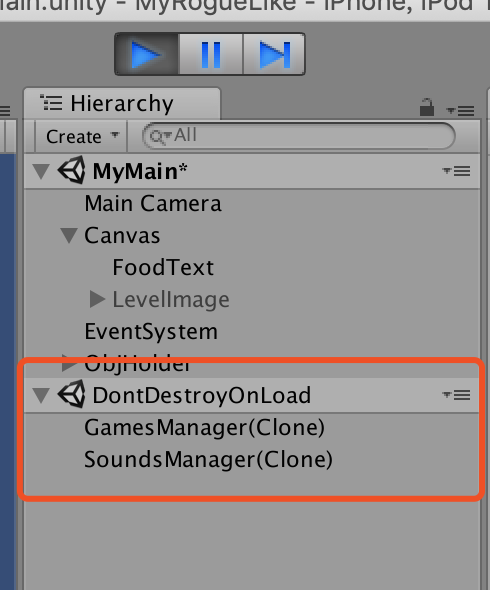 Main.unity - MyRogueLike - iPhone, iPod
Hierarchy
Create
All
MyMain*
Main Camera
Canvas
FoodText
LevelImage
EventSystem
ObjHolder
DontDestroyOnLoad
GamesManager(Clone)
SoundsManager(Clone)